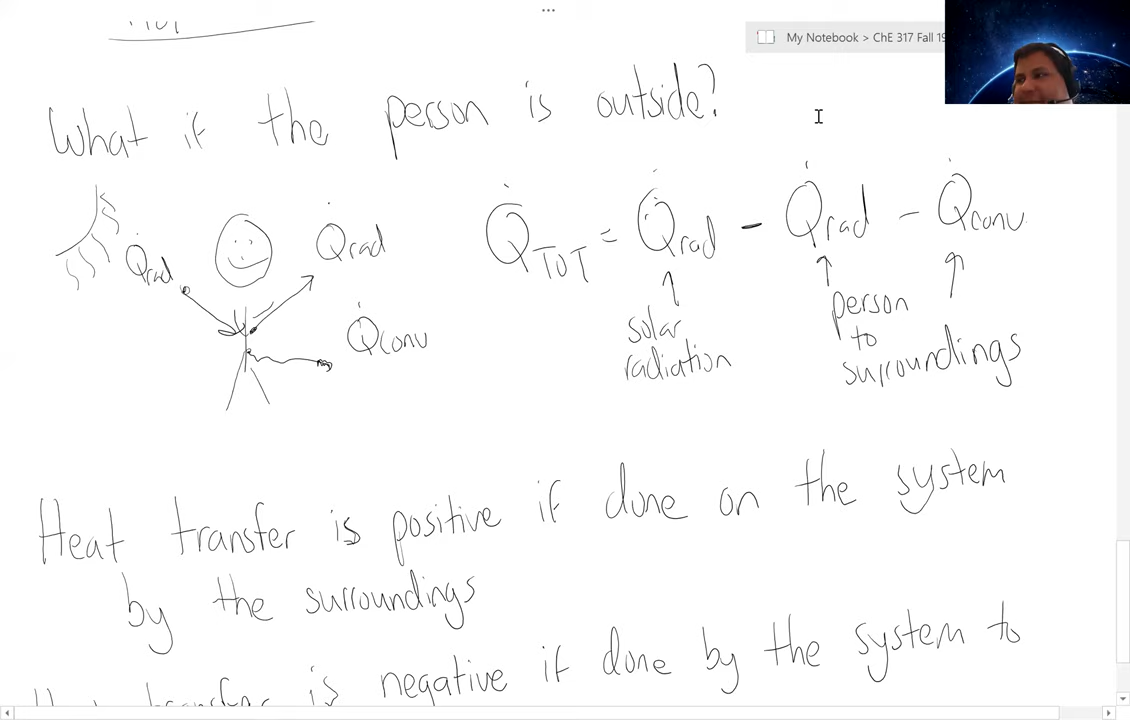 My Notebook > ChE 317 Fall 19
What if the person is outside?
Q̇rad
Q̇rad
Q̇conv
Q̇TOT = Q̇rad - Q̇rad - Q̇conv
solar
radiation
person
to
surroundings
Heat transfer is positive if done on the system
by the surroundings
transfer is negative if done by the system to